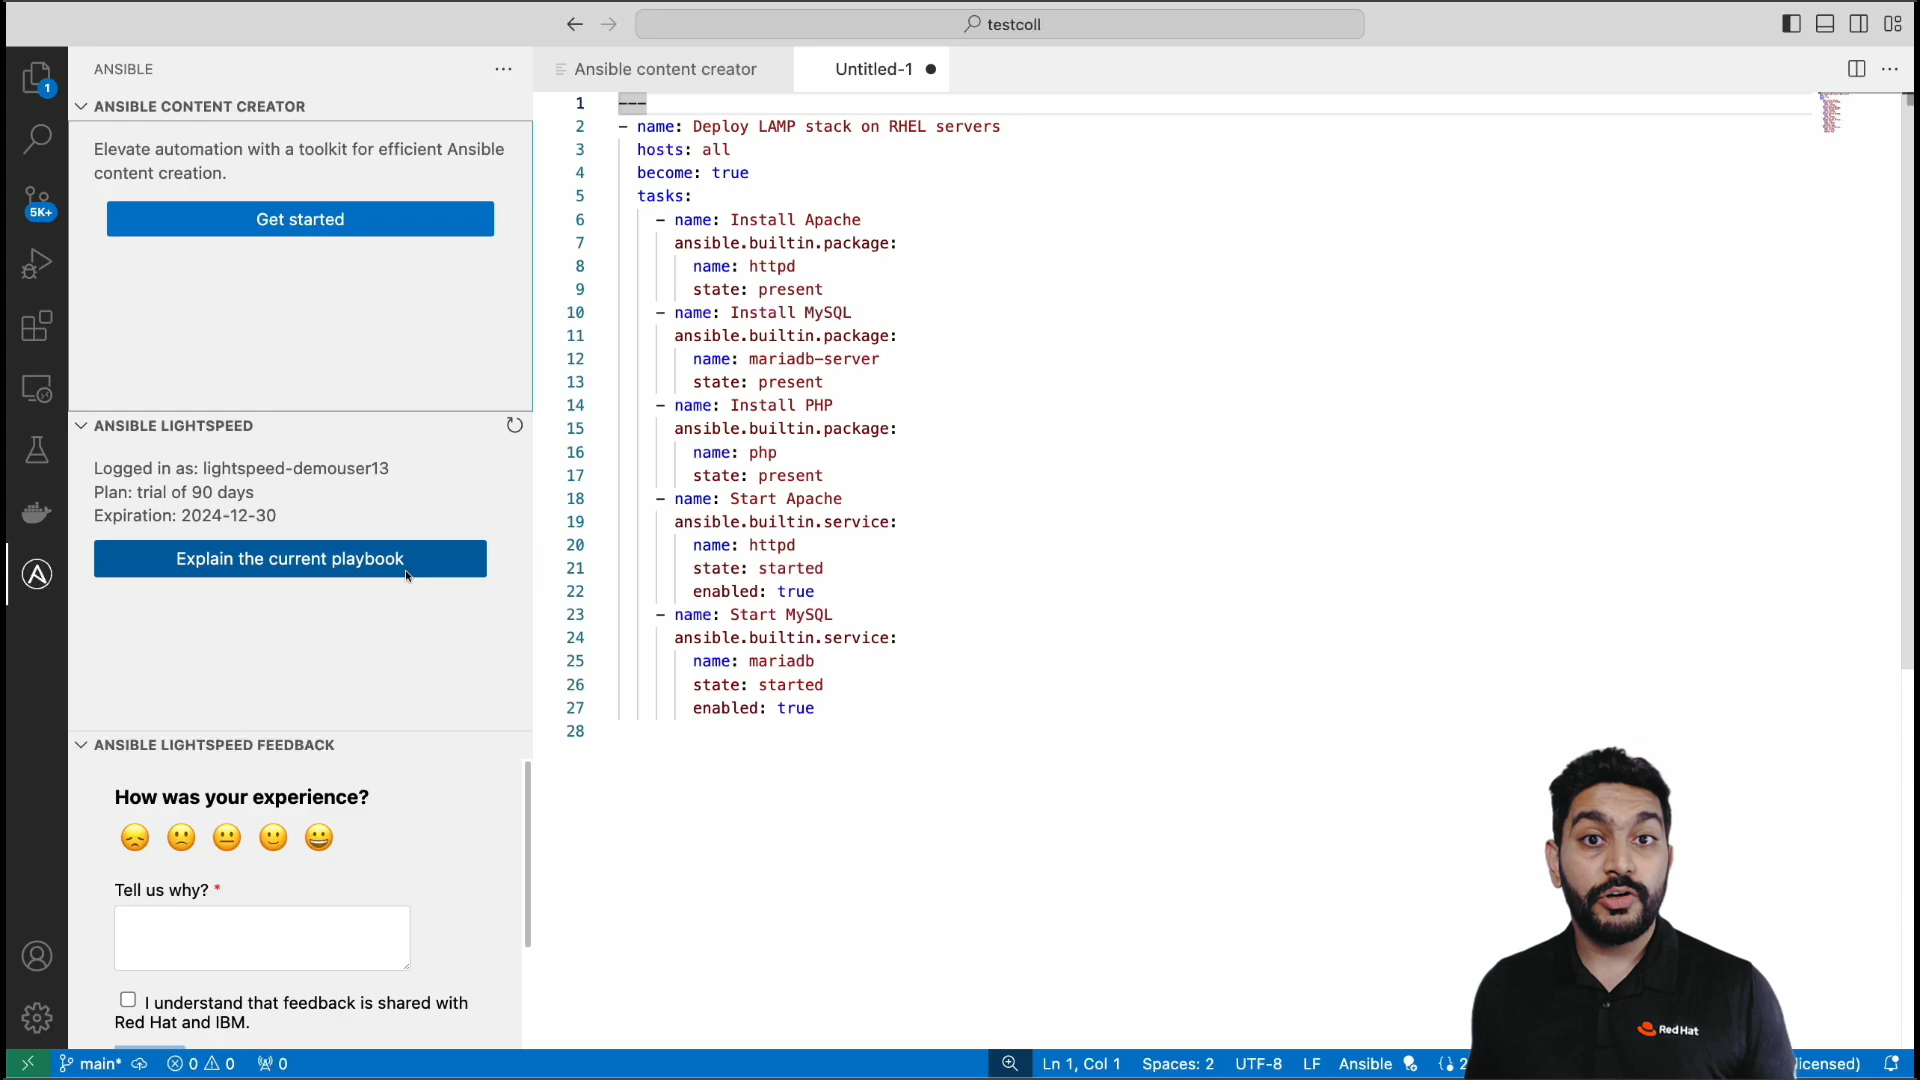 testcoll
ANSIBLE
Ansible content creator
Untitled-1
ANSIBLE CONTENT CREATOR
Elevate automation with a toolkit for efficient Ansible
content creation.
Get started
1
5K+
ANSIBLE LIGHTSPEED
Logged in as: lightspeed-demouser13
Plan: trial of 90 days
Expiration: 2024-12-30
Explain the current playbook
ANSIBLE LIGHTSPEED FEEDBACK
How was your experience?
Tell us why? *
I understand that feedback is shared with
Red Hat and IBM.
1 ---
2 - name: Deploy LAMP stack on RHEL servers
3 hosts: all
4 become: true
5 tasks:
6 - name: Install Apache
7 ansible.builtin.package:
8 name: httpd
9 state: present
10 - name: Install MySQL
11 ansible.builtin.package:
12 name: mariadb-server
13 state: present
14 - name: Install PHP
15 ansible.builtin.package:
16 name: php
17 state: present
18 - name: Start Apache
19 ansible.builtin.service:
20 name: httpd
21 state: started
22 enabled: true
23 - name: Start MySQL
24 ansible.builtin.service:
25 name: mariadb
26 state: started
27 enabled: true
28
Red Hat
main* 0 0 0 Ln 1, Col 1 Spaces: 2 UTF-8 LF Ansible 2 licensed)